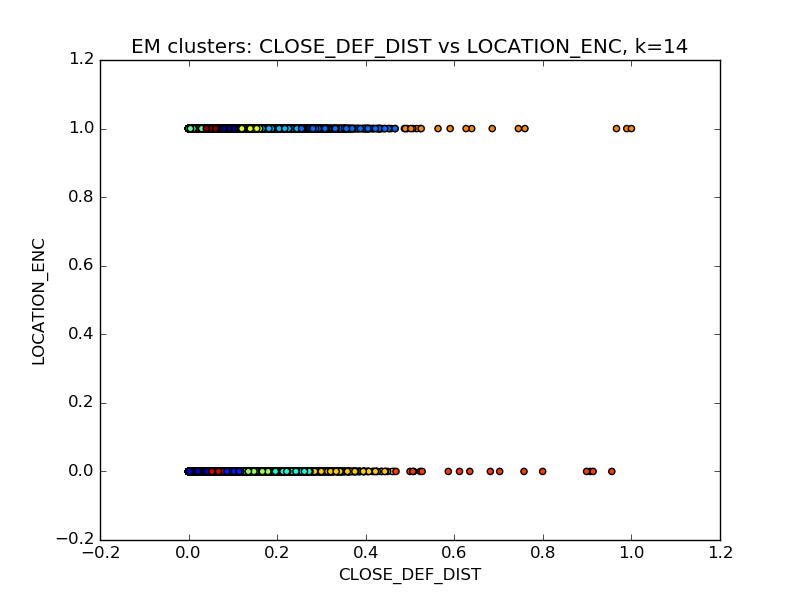 EM clusters: CLOSE_DEF_DIST vs LOCATION_ENC, k=14
1.2
1.0
0.8
0.6
0.4
0.2
0.0
−0.2
LOCATION_ENC
−0.2 0.0 0.2 0.4 0.6 0.8 1.0 1.2
CLOSE_DEF_DIST